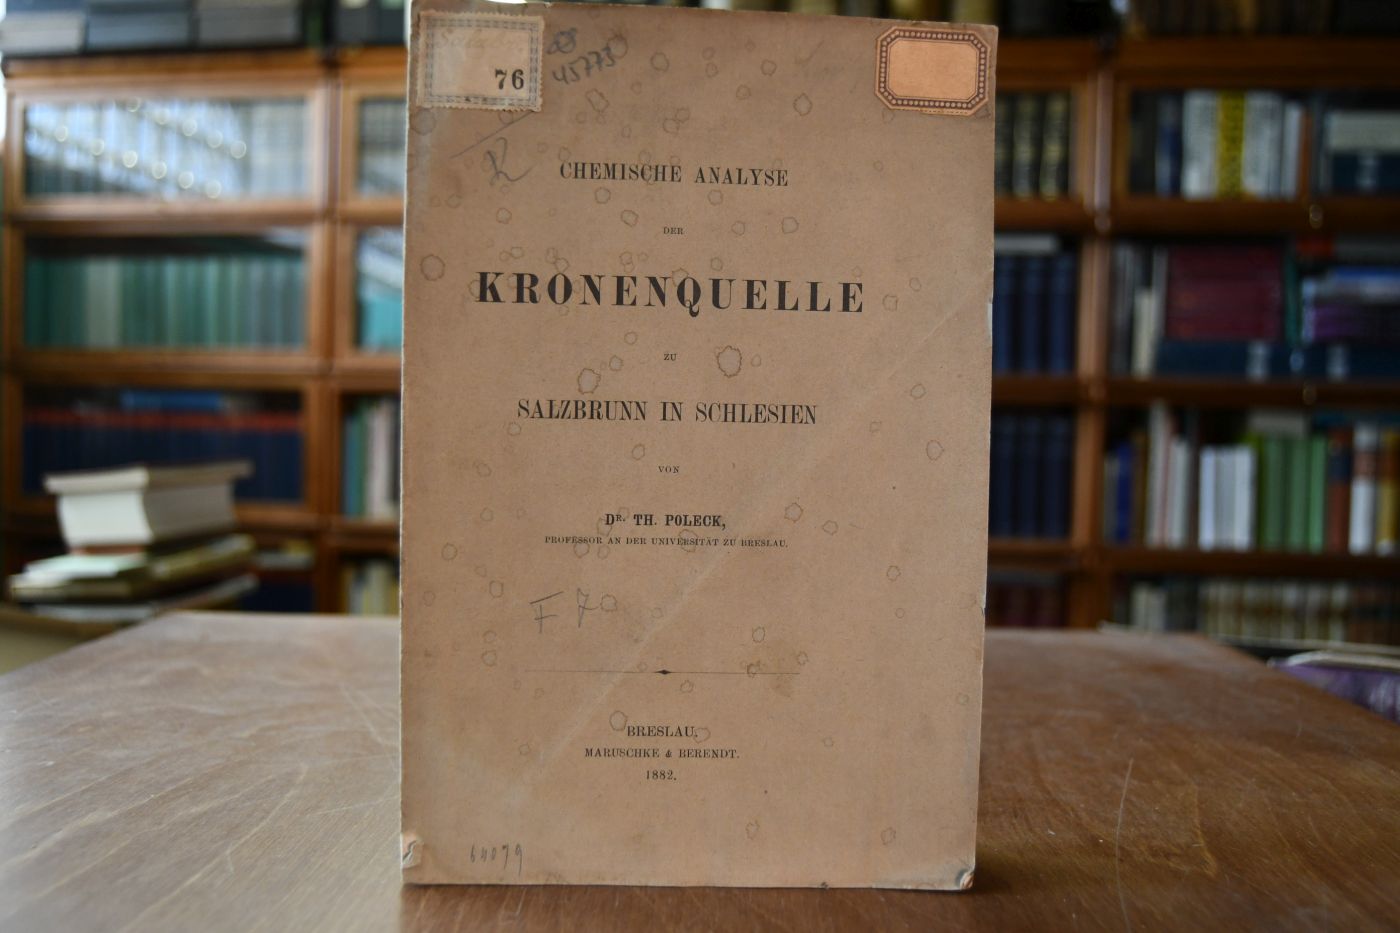 76
45773
CHEMISCHE ANALYSE
DER
KRONENQUELLE
ZU
SALZBRUNN IN SCHLESIEN
VON
DR. TH. POLECK,
PROFESSOR AN DER UNIVERSITÄT ZU BRESLAU.
F 7
BRESLAU.
MARUSCHKE & BERENDT.
1882.